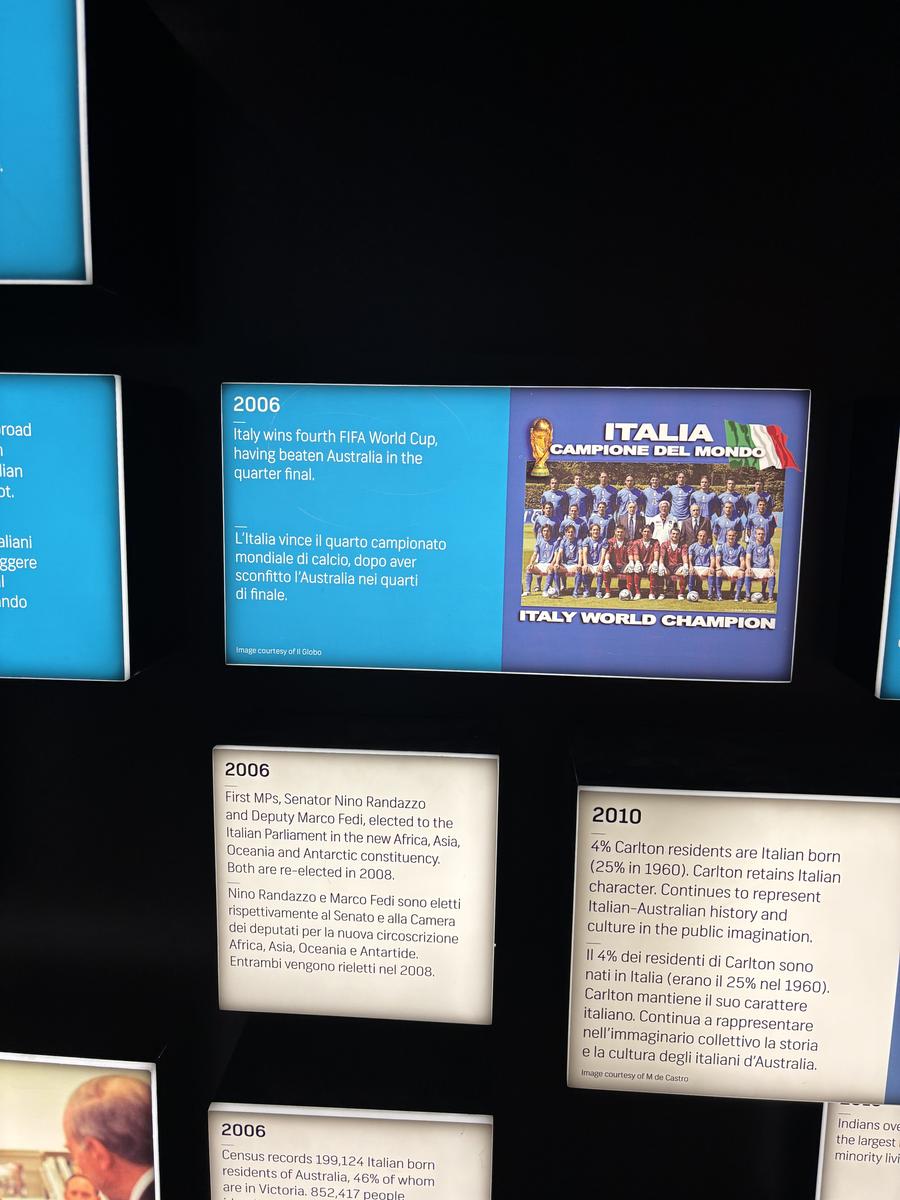 2006
Italy wins fourth FIFA World Cup,
having beaten Australia in the
quarter final.
L'Italia vince il quarto campionato
mondiale di calcio, dopo aver
sconfitto l'Australia nei quarti
di finale.
Image courtesy of Il Globo
ITALIA
CAMPIONE DEL MONDO
ITALY WORLD CHAMPION
2006
First MPs, Senator Nino Randazzo
and Deputy Marco Fedi, elected to the
Italian Parliament in the new Africa, Asia,
Oceania and Antarctic constituency.
Both are re-elected in 2008.
Nino Randazzo e Marco Fedi sono eletti
rispettivamente al Senato e alla Camera
dei deputati per la nuova circoscrizione
Africa, Asia, Oceania e Antartide.
Entrambi vengono rieletti nel 2008.
2010
4% Carlton residents are Italian born
(25% in 1960). Carlton retains Italian
character. Continues to represent
Italian-Australian history and
culture in the public imagination.
Il 4% dei residenti di Carlton sono
nati in Italia (erano il 25% nel 1960).
Carlton mantiene il suo carattere
italiano. Continua a rappresentare
nell'immaginario collettivo la storia
e la cultura degli italiani d'Australia.
Image courtesy of M de Castro
2006
Census records 199,124 Italian born
residents of Australia, 46% of whom
are in Victoria. 852,417 people
Indians
the largest
minority